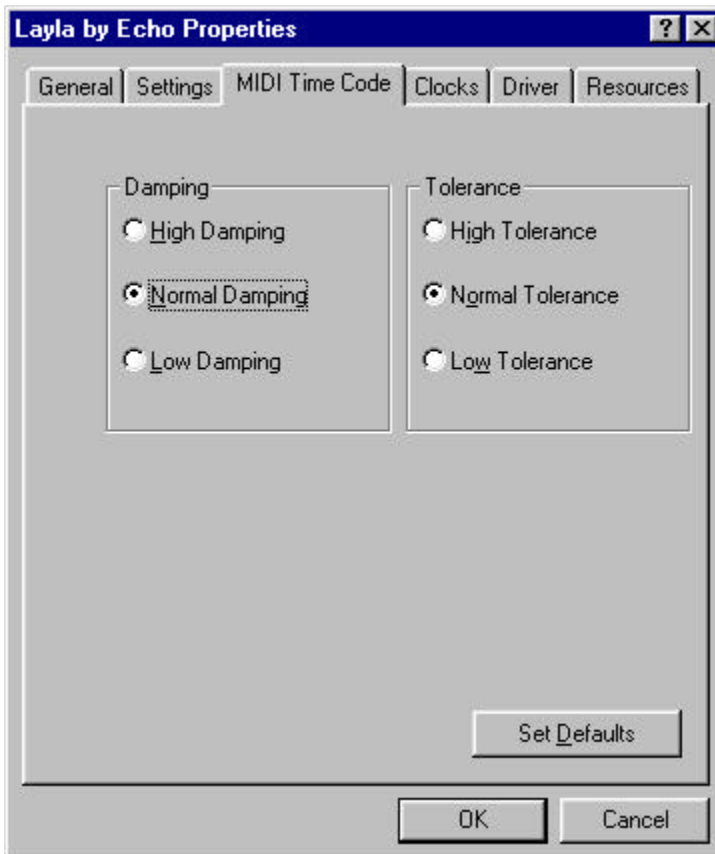 Layla by Echo Properties
General Settings MIDI Time Code Clocks Driver Resources
Damping
High Damping
Normal Damping
Low Damping
Tolerance
High Tolerance
Normal Tolerance
Low Tolerance
Set Defaults
OK Cancel